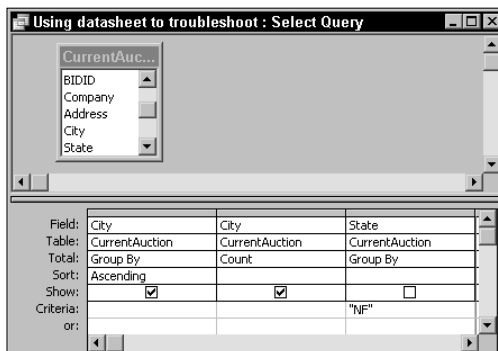 Using datasheet to troubleshoot : Select Query
CurrentAuc...
BIDID
Company
Address
City
State
Field: City City State
Table: CurrentAuction CurrentAuction CurrentAuction
Total: Group By Count Group By
Sort: Ascending
Show:
Criteria: "NF"
or: